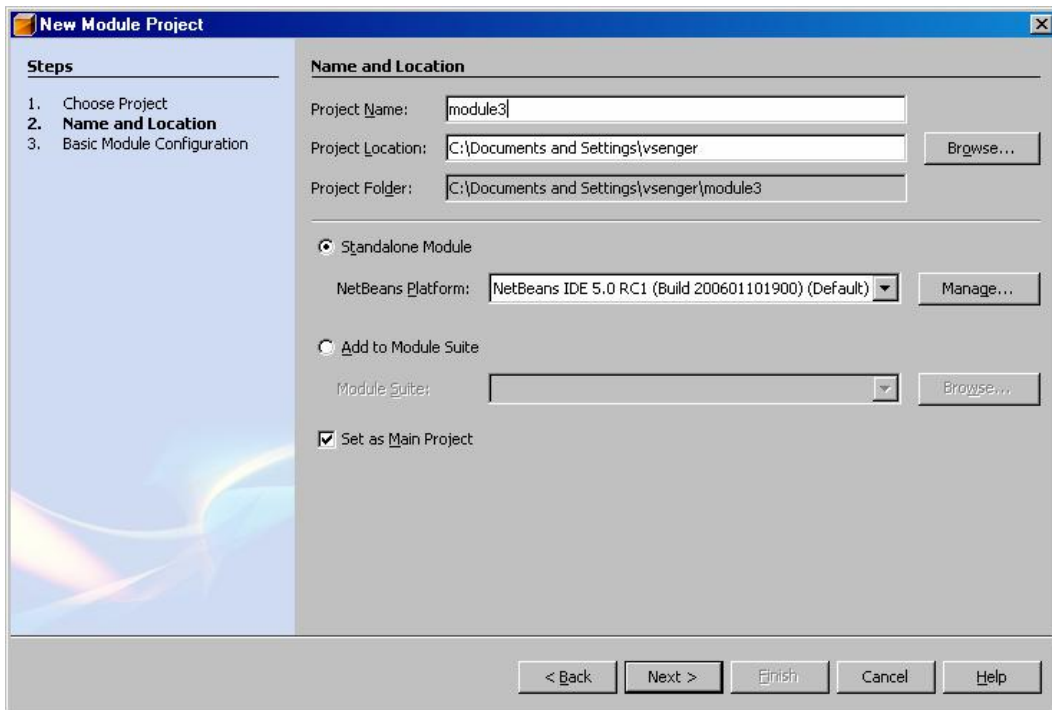 New Module Project
Steps
1. Choose Project
2. Name and Location
3. Basic Module Configuration
Name and Location
Project Name: module3
Project Location: C:\Documents and Settings\vsenger Browse...
Project Folder: C:\Documents and Settings\vsenger\module3
Standalone Module
NetBeans Platform: NetBeans IDE 5.0 RC1 (Build 200601101900) (Default) Manage...
Add to Module Suite
Module Suite: Browse...
Set as Main Project
< Back Next > Finish Cancel Help